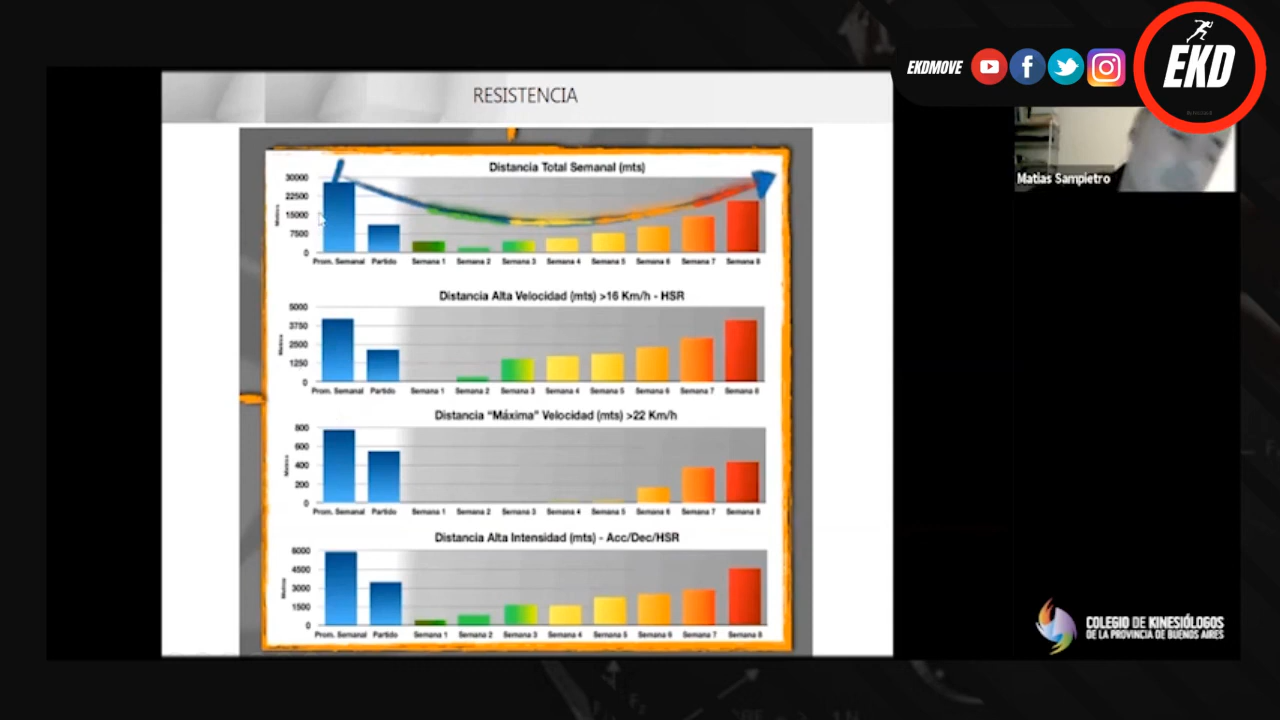 RESISTENCIA
EKDMOVE
EKD
Matias Sampietro
Distancia Total Semanal (mts)
Metros
30000
22500
15000
7500
0
Prom. Semanal Partido Semana 1 Semana 2 Semana 3 Semana 4 Semana 5 Semana 6 Semana 7 Semana 8
Distancia Alta Velocidad (mts) >16 Km/h - HSR
Metros
5000
3750
2500
1250
0
Prom. Semanal Partido Semana 1 Semana 2 Semana 3 Semana 4 Semana 5 Semana 6 Semana 7 Semana 8
Distancia "Máxima" Velocidad (mts) >22 Km/h
Metros
800
600
400
200
0
Prom. Semanal Partido Semana 1 Semana 2 Semana 3 Semana 4 Semana 5 Semana 6 Semana 7 Semana 8
Distancia Alta Intensidad (mts) - Acc/Dec/HSR
Metros
6000
4500
3000
1500
0
Prom. Semanal Partido Semana 1 Semana 2 Semana 3 Semana 4 Semana 5 Semana 6 Semana 7 Semana 8
COLEGIO DE KINESIÓLOGOS
DE LA PROVINCIA DE BUENOS AIRES